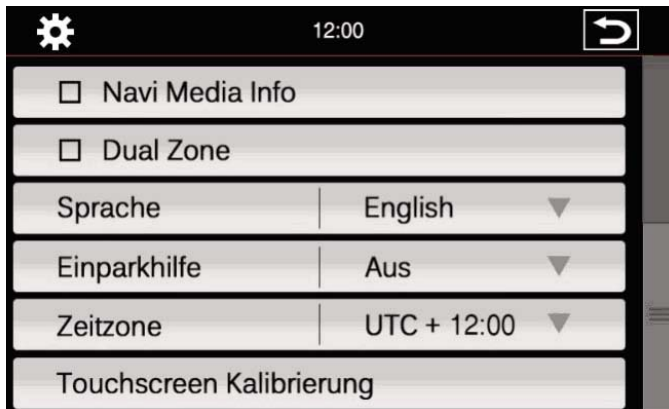 12:00
Navi Media Info
Dual Zone
Sprache English
Einparkhilfe Aus
Zeitzone UTC + 12:00
Touchscreen Kalibrierung